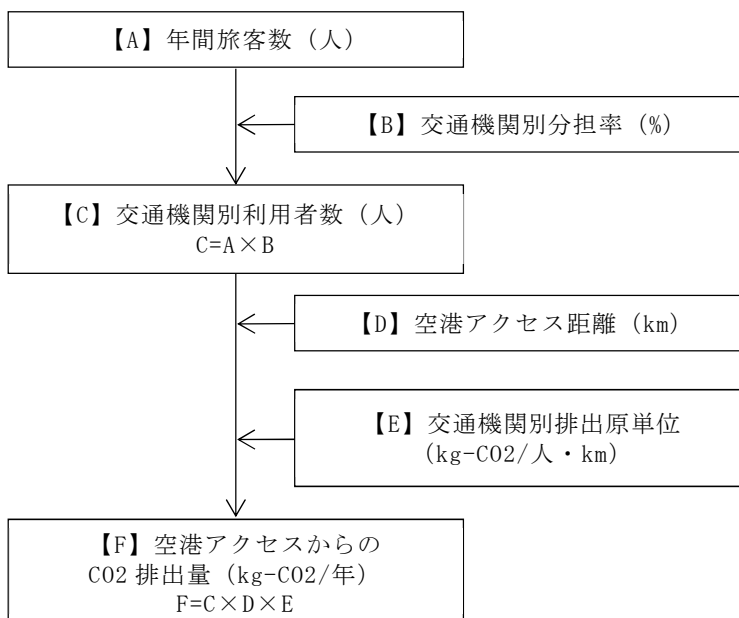 【A】年間旅客数（人）
【B】交通機関別分担率（%）
【C】交通機関別利用者数（人）
C=A×B
【D】空港アクセス距離（km）
【E】交通機関別排出原単位
（kg-CO2/人・km）
【F】空港アクセスからの
CO2 排出量（kg-CO2/年）
F=C×D×E